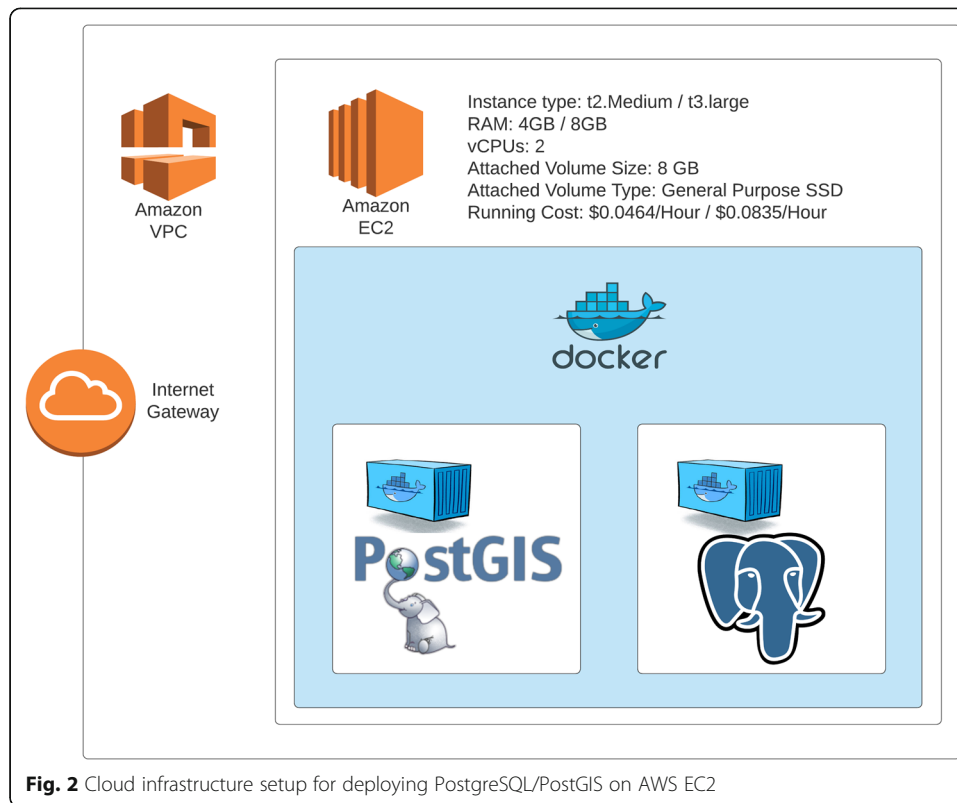 Amazon
VPC
Amazon
EC2
Instance type: t2.Medium / t3.large
RAM: 4GB / 8GB
vCPUs: 2
Attached Volume Size: 8 GB
Attached Volume Type: General Purpose SSD
Running Cost: $0.0464/Hour / $0.0835/Hour
docker
Internet
Gateway
PostGIS
Fig. 2 Cloud infrastructure setup for deploying PostgreSQL/PostGIS on AWS EC2